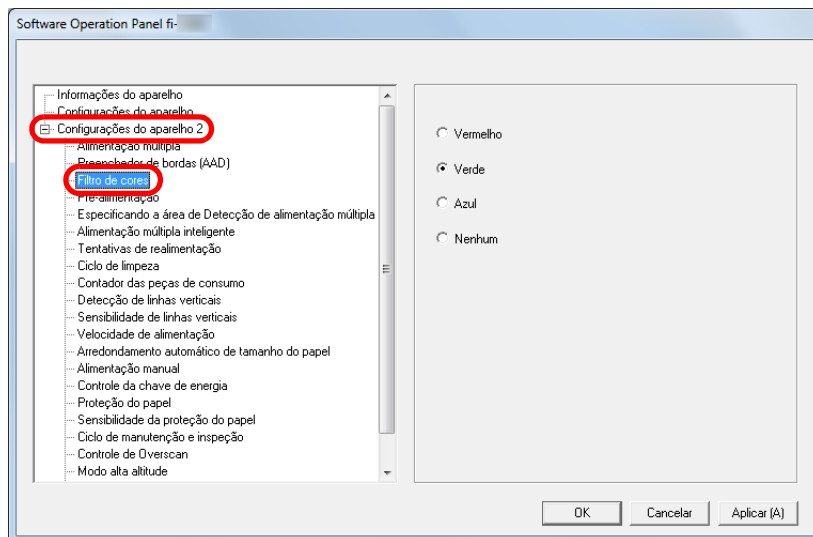 Software Operation Panel fi-
Informações do aparelho
Configurações do aparelho
Configurações do aparelho 2
Alimentação múltipla
Preenchedor de bordas (AAD)
Filtro de cores
Pré-alimentação
Especificando a área de Detecção de alimentação múltipla
Alimentação múltipla inteligente
Tentativas de realimentação
Ciclo de limpeza
Contador das peças de consumo
Detecção de linhas verticais
Sensibilidade de linhas verticais
Velocidade de alimentação
Arredondamento automático de tamanho do papel
Alimentação manual
Controle da chave de energia
Proteção do papel
Sensibilidade da proteção do papel
Ciclo de manutenção e inspeção
Controle de Overscan
Modo alta altitude
Vermelho
Verde
Azul
Nenhum
OK Cancelar Aplicar (A)